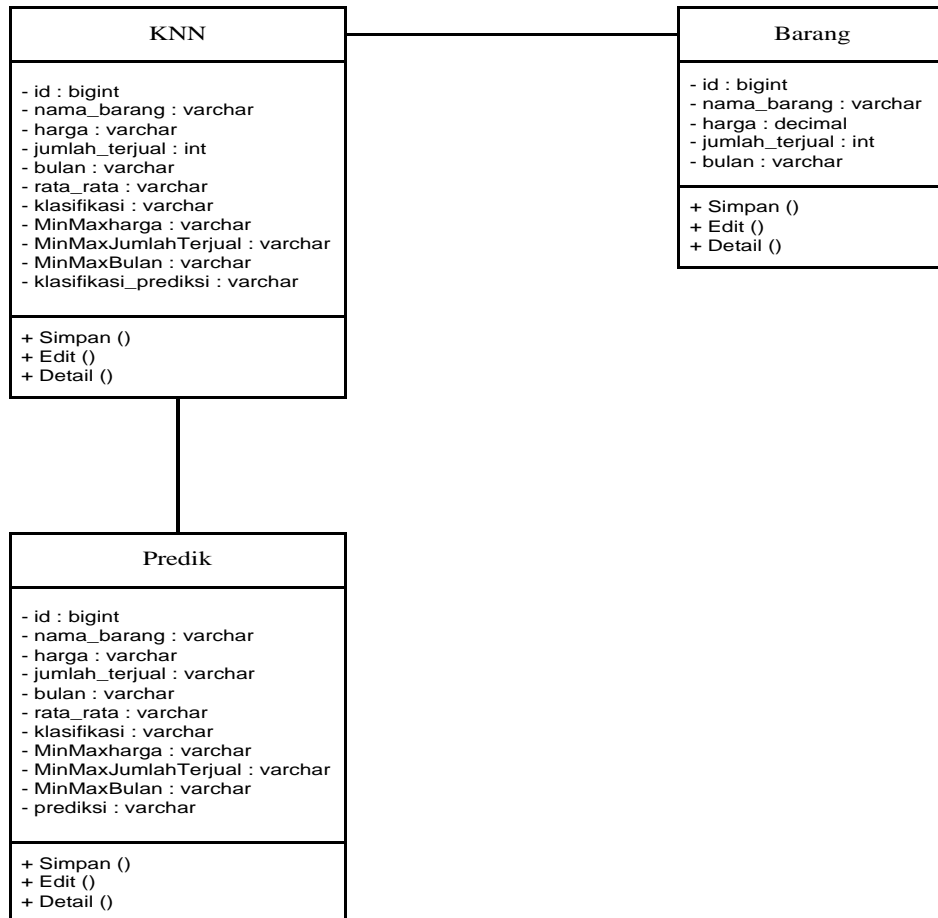 KNN
- id : bigint
- nama_barang : varchar
- harga : varchar
- jumlah_terjual : int
- bulan : varchar
- rata_rata : varchar
- klasifikasi : varchar
- MinMaxharga : varchar
- MinMaxJumlahTerjual : varchar
- MinMaxBulan : varchar
- klasifikasi_prediksi : varchar
+ Simpan ()
+ Edit ()
+ Detail ()
Barang
- id : bigint
- nama_barang : varchar
- harga : decimal
- jumlah_terjual : int
- bulan : varchar
+ Simpan ()
+ Edit ()
+ Detail ()
Predik
- id : bigint
- nama_barang : varchar
- harga : varchar
- jumlah_terjual : varchar
- bulan : varchar
- rata_rata : varchar
- klasifikasi : varchar
- MinMaxharga : varchar
- MinMaxJumlahTerjual : varchar
- MinMaxBulan : varchar
- prediksi : varchar
+ Simpan ()
+ Edit ()
+ Detail ()